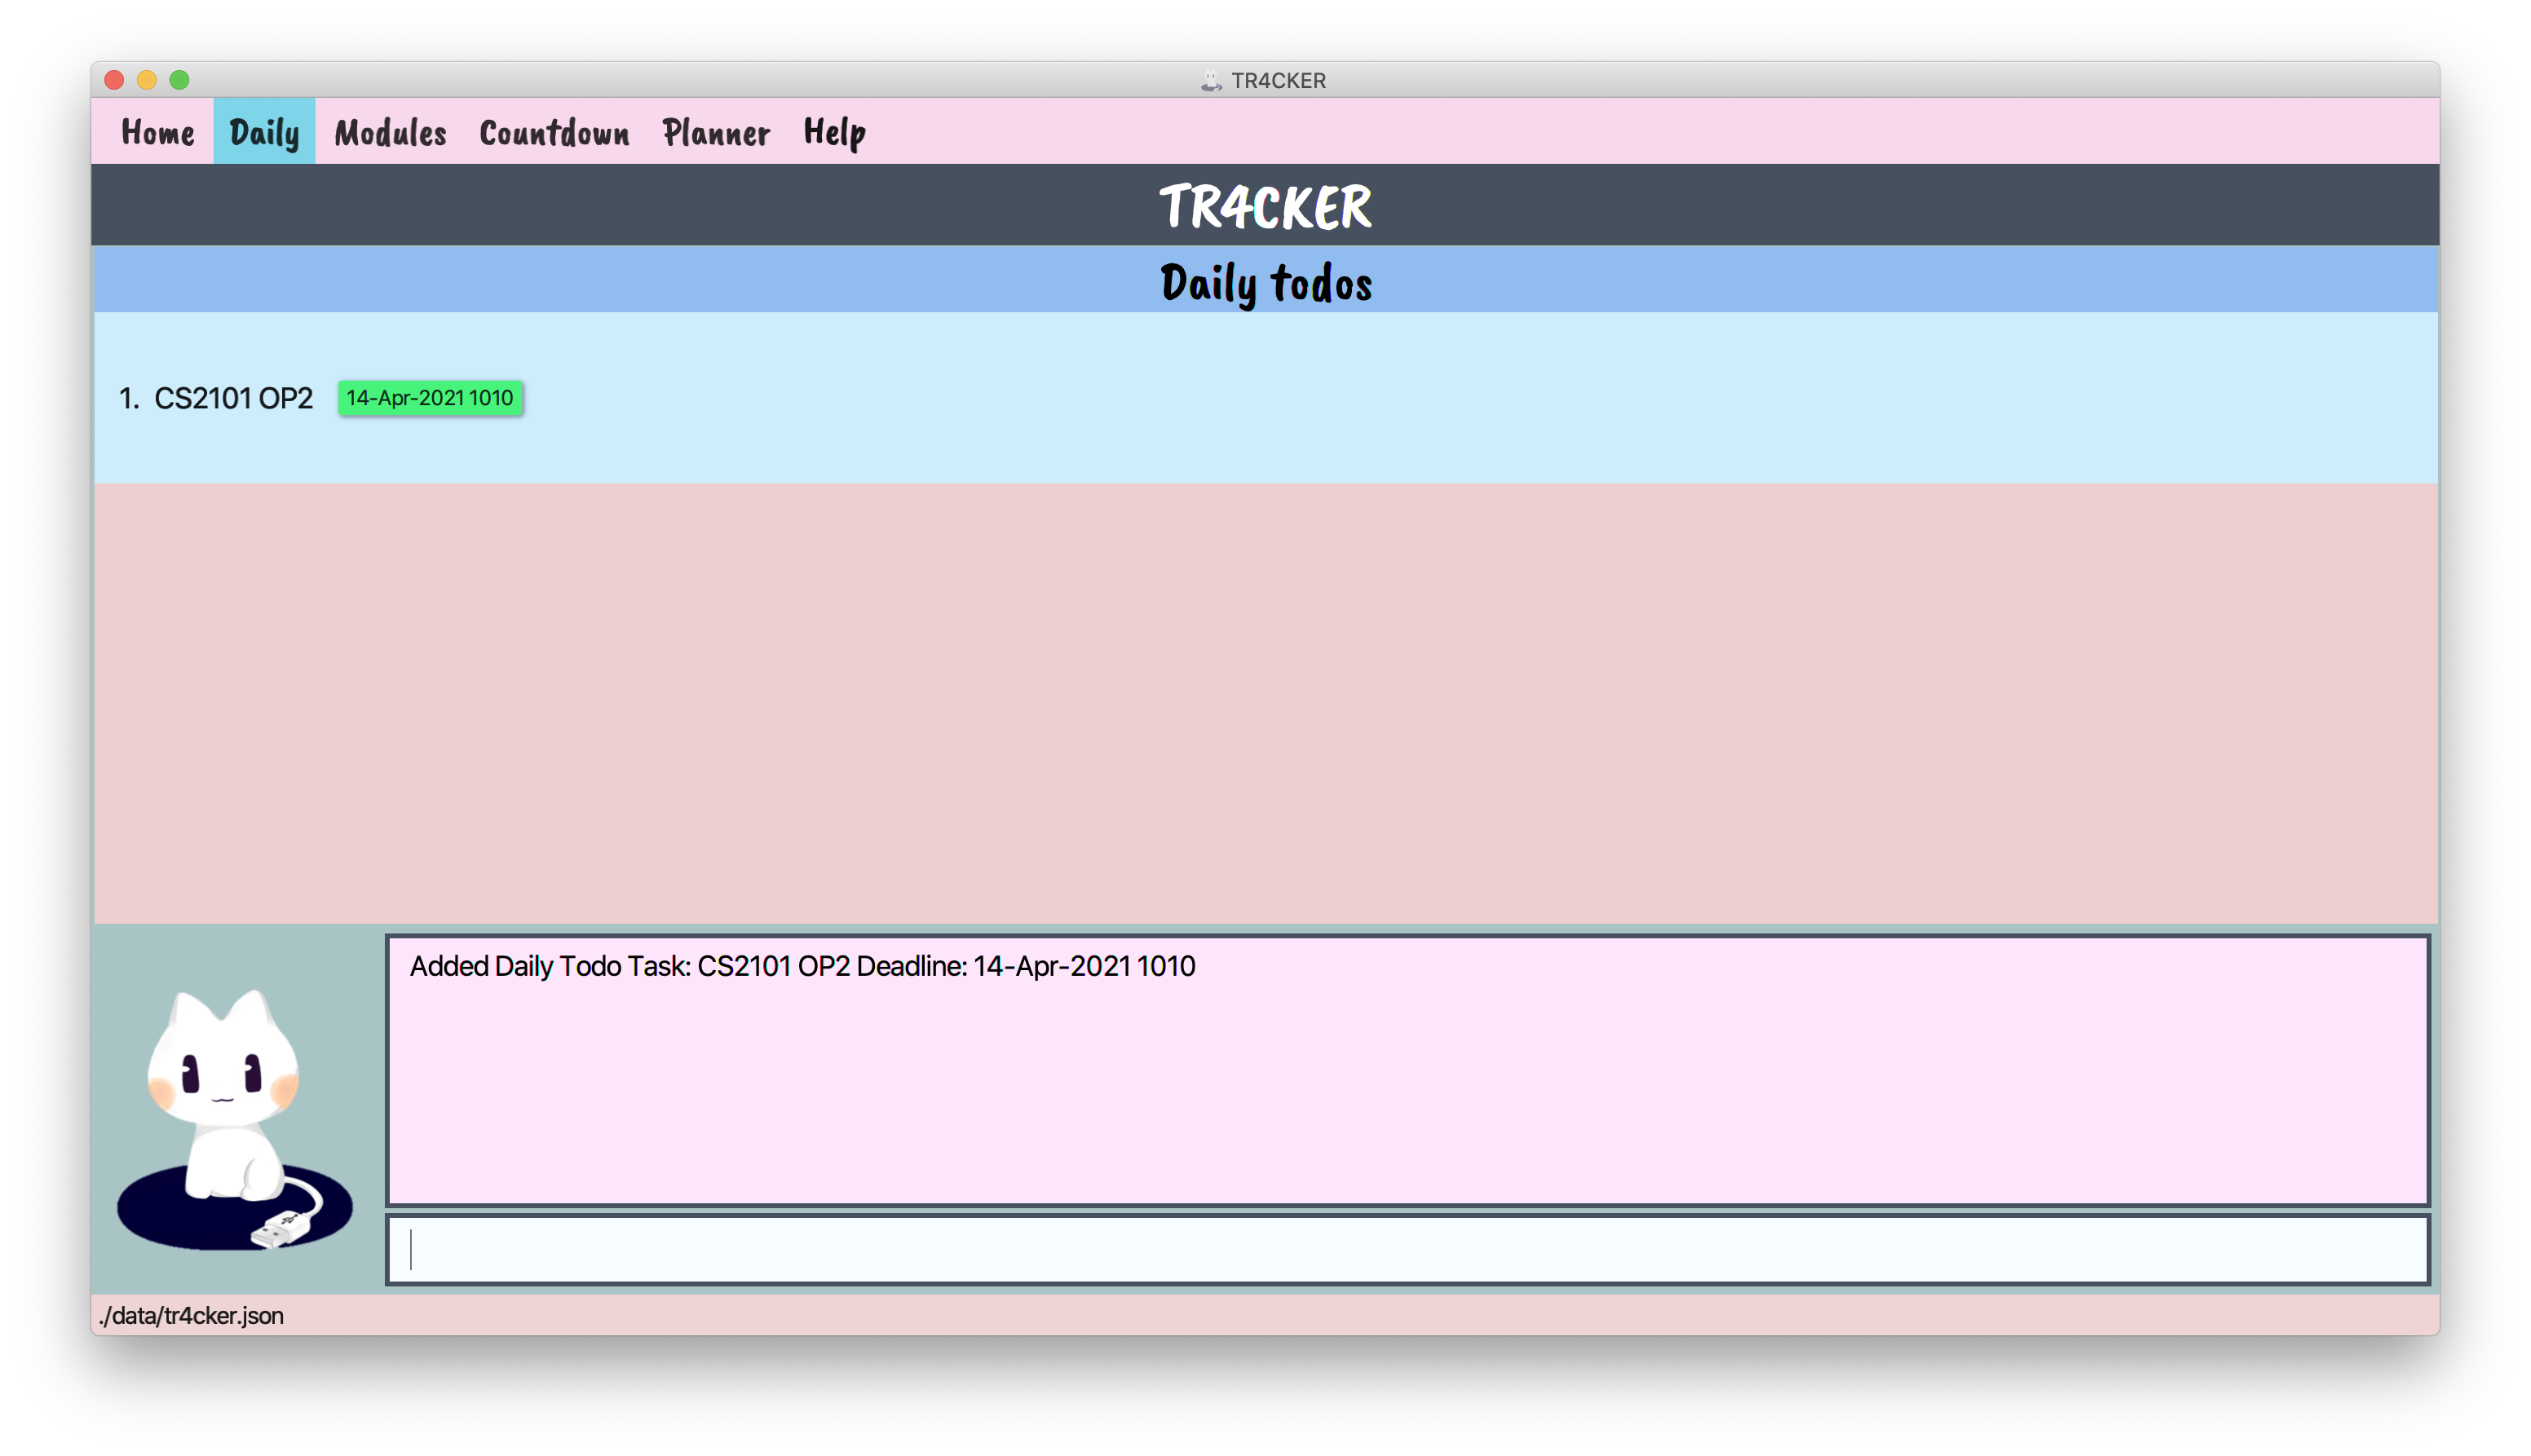 TR4CKER
Home Daily Modules Countdown Planner Help
TR4CKER
Daily todos
1. CS2101 OP2 14-Apr-2021 1010
Added Daily Todo Task: CS2101 OP2 Deadline: 14-Apr-2021 1010
./data/tr4cker.json